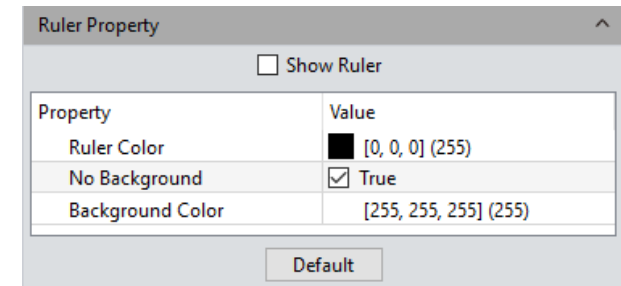 Ruler Property
Show Ruler
Property Value
Ruler Color [0, 0, 0] (255)
No Background True
Background Color [255, 255, 255] (255)
Default